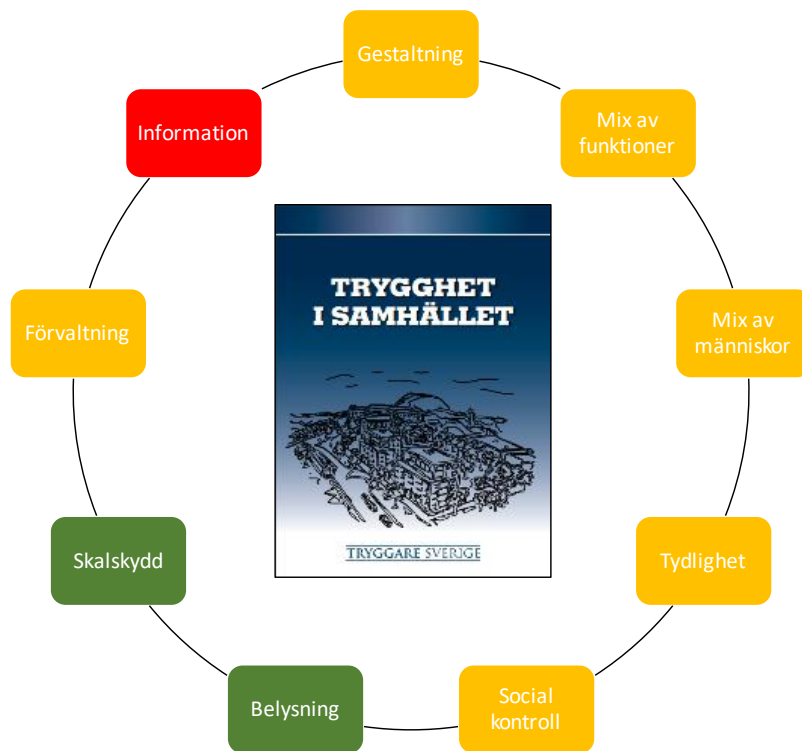 Gestaltning
Mix av
funktioner
Mix av
människor
Tydlighet
Social
kontroll
Belysning
Skalskydd
Förvaltning
Information
TRYGGHET
I SAMHÄLLET
TRYGGARE SVERIGE